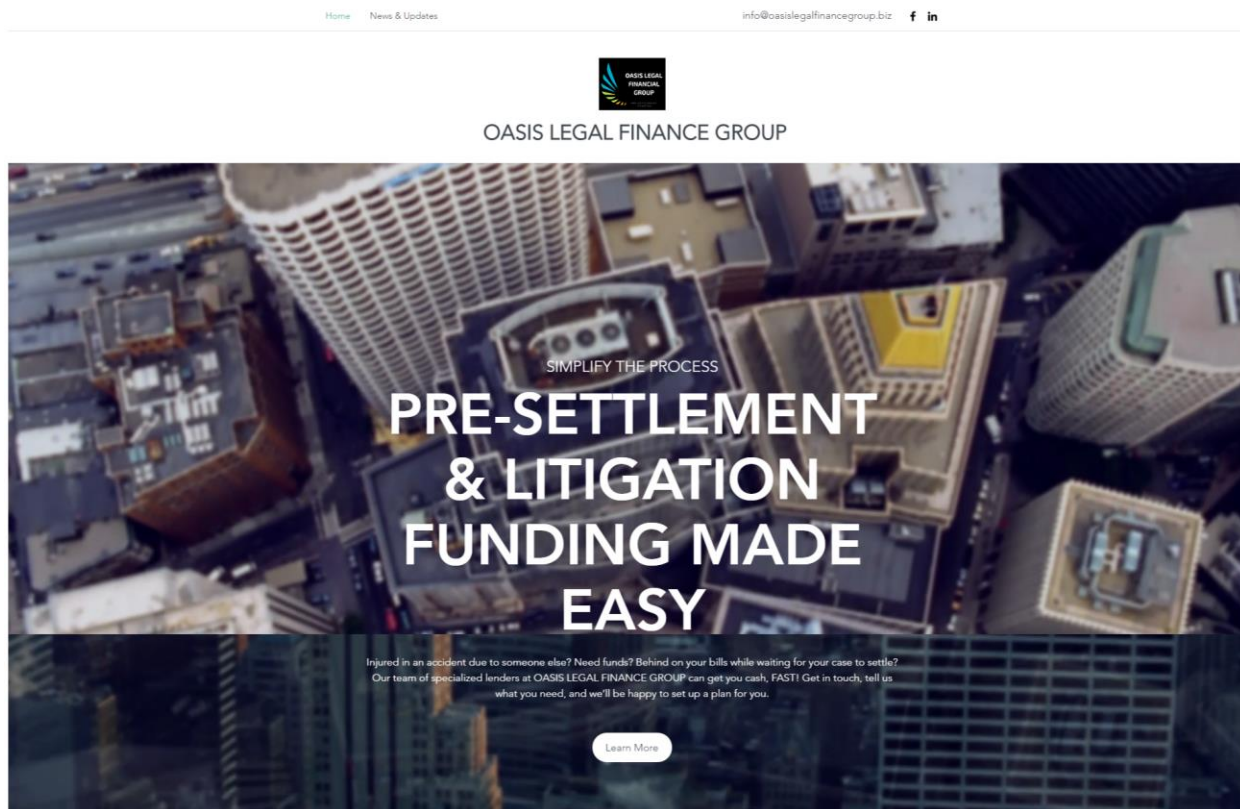 Home News & Updates info@oasislegalfinancegroup.biz
OASIS LEGAL
FINANCIAL
GROUP
OASIS LEGAL FINANCE GROUP
SIMPLIFY THE PROCESS
PRE-SETTLEMENT
& LITIGATION
FUNDING MADE
EASY
Injured in an accident due to someone else? Need funds? Behind on your bills while waiting for your case to settle?
Our team of specialized lenders at OASIS LEGAL FINANCE GROUP can get you cash, FAST! Get in touch, tell us
what you need, and we'll be happy to set up a plan for you.
Learn More